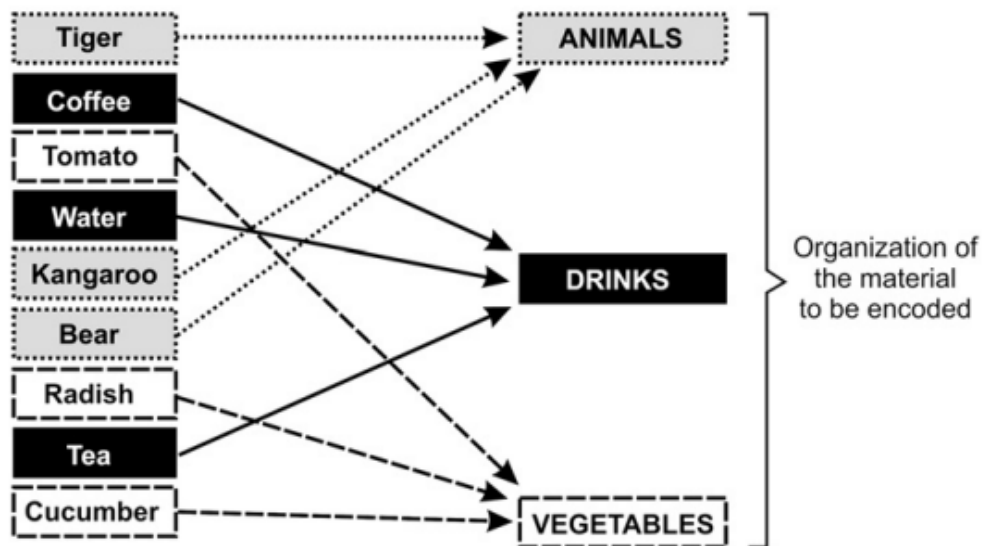 Tiger
Coffee
Tomato
Water
Kangaroo
Bear
Radish
Tea
Cucumber
ANIMALS
DRINKS
VEGETABLES
Organization of
the material
to be encoded